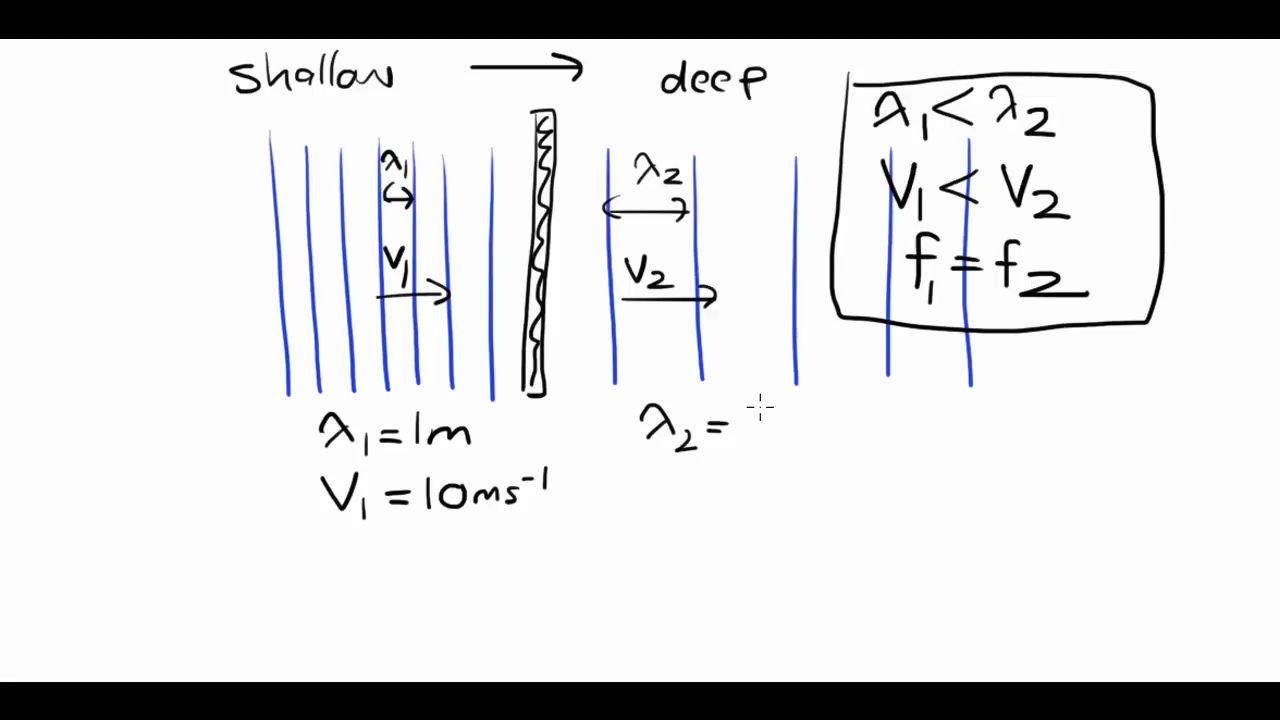 shallow → deep
λ₁
V₁
λ₂
V₂
λ₁ < λ₂
V₁ < V₂
f₁ = f₂
λ₁ = 1m
V₁ = 10ms⁻¹
λ₂ =